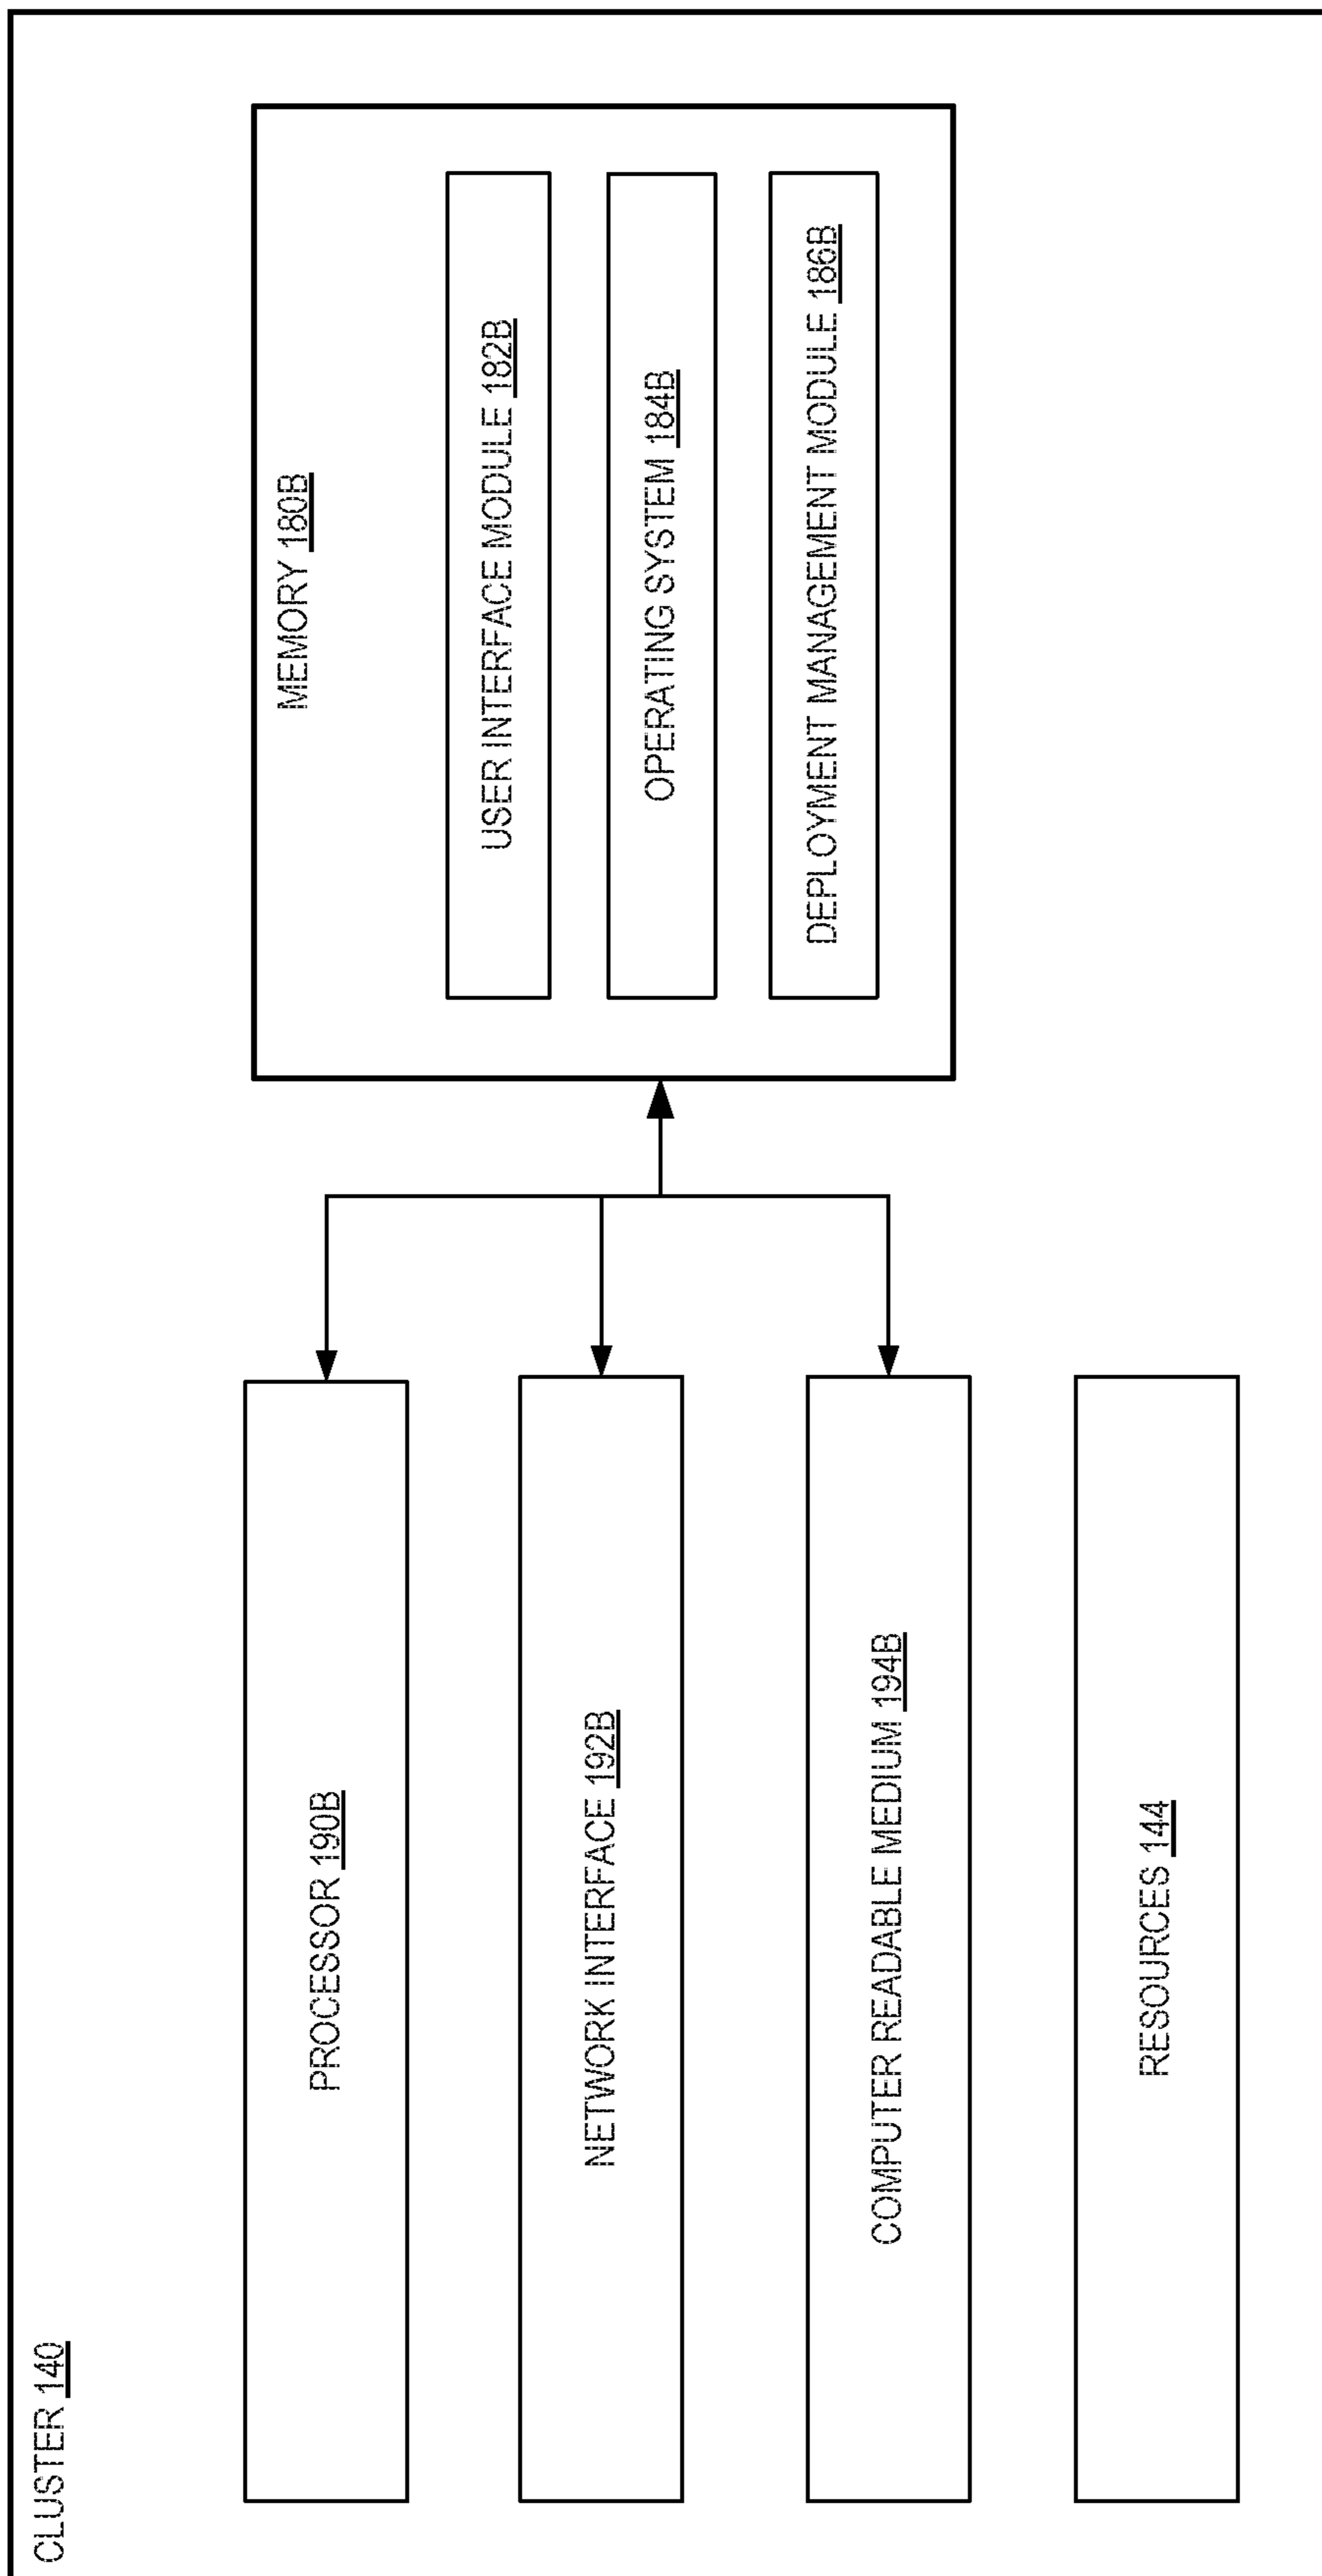 CLUSTER 140
PROCESSOR 190B
NETWORK INTERFACE 192B
COMPUTER READABLE MEDIUM 194B
RESOURCES 144
MEMORY 180B
USER INTERFACE MODULE 182B
OPERATING SYSTEM 184B
DEPLOYMENT MANAGEMENT MODULE 186B